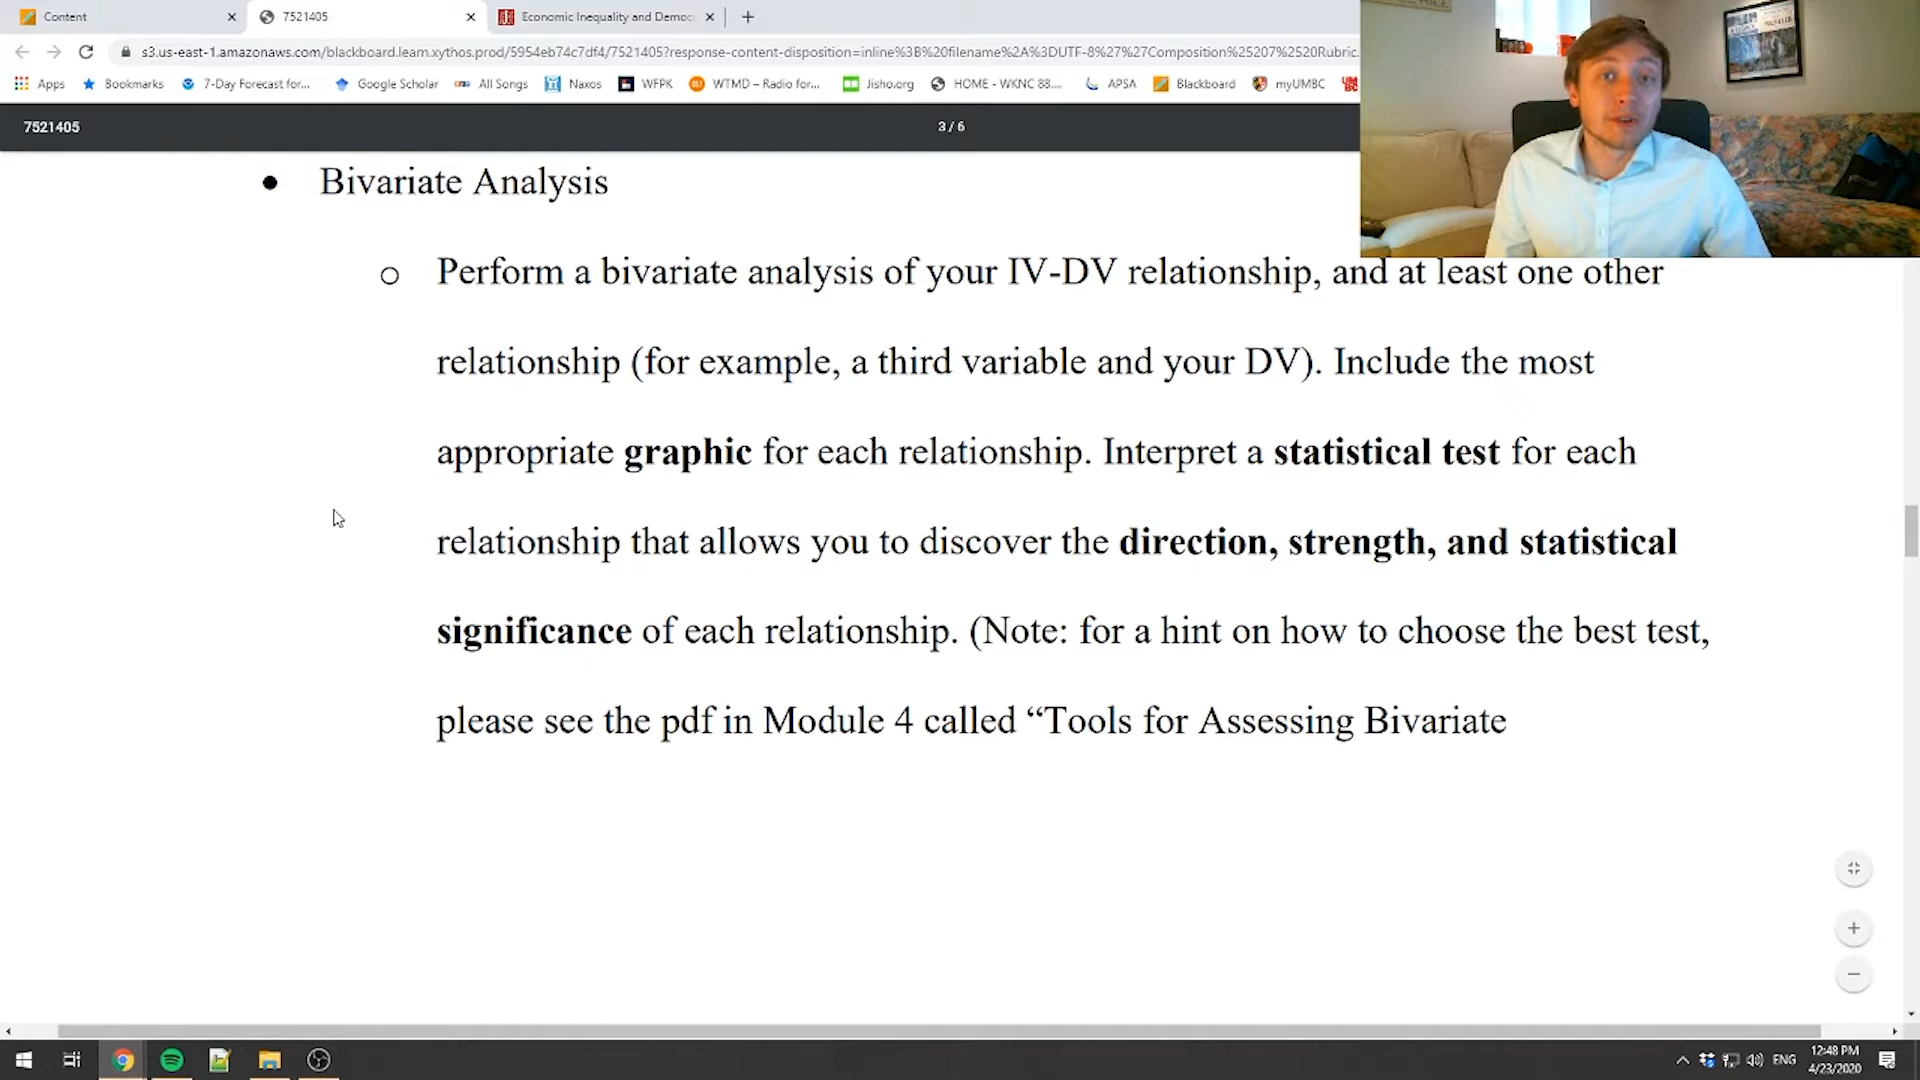 Content
7521405
Economic Inequality and Democ
s3.us-east-1.amazonaws.com/blackboard.learn.xythos.prod/5954eb74c7df4/7521405?response-content-disposition=inline%3B%20filename%2A%3DUTF-8%27%27Composition%25207%2520Rubric.
Apps
Bookmarks
7-Day Forecast for...
Google Scholar
All Songs
Naxos
WFPK
WTMD – Radio for...
Jisho.org
HOME - WKNC 88....
APSA
Blackboard
myUMBC
7521405
3 / 6
• Bivariate Analysis
o Perform a bivariate analysis of your IV-DV relationship, and at least one other
relationship (for example, a third variable and your DV). Include the most
appropriate graphic for each relationship. Interpret a statistical test for each
relationship that allows you to discover the direction, strength, and statistical
significance of each relationship. (Note: for a hint on how to choose the best test,
please see the pdf in Module 4 called “Tools for Assessing Bivariate
ENG
12:48 PM
4/23/2020